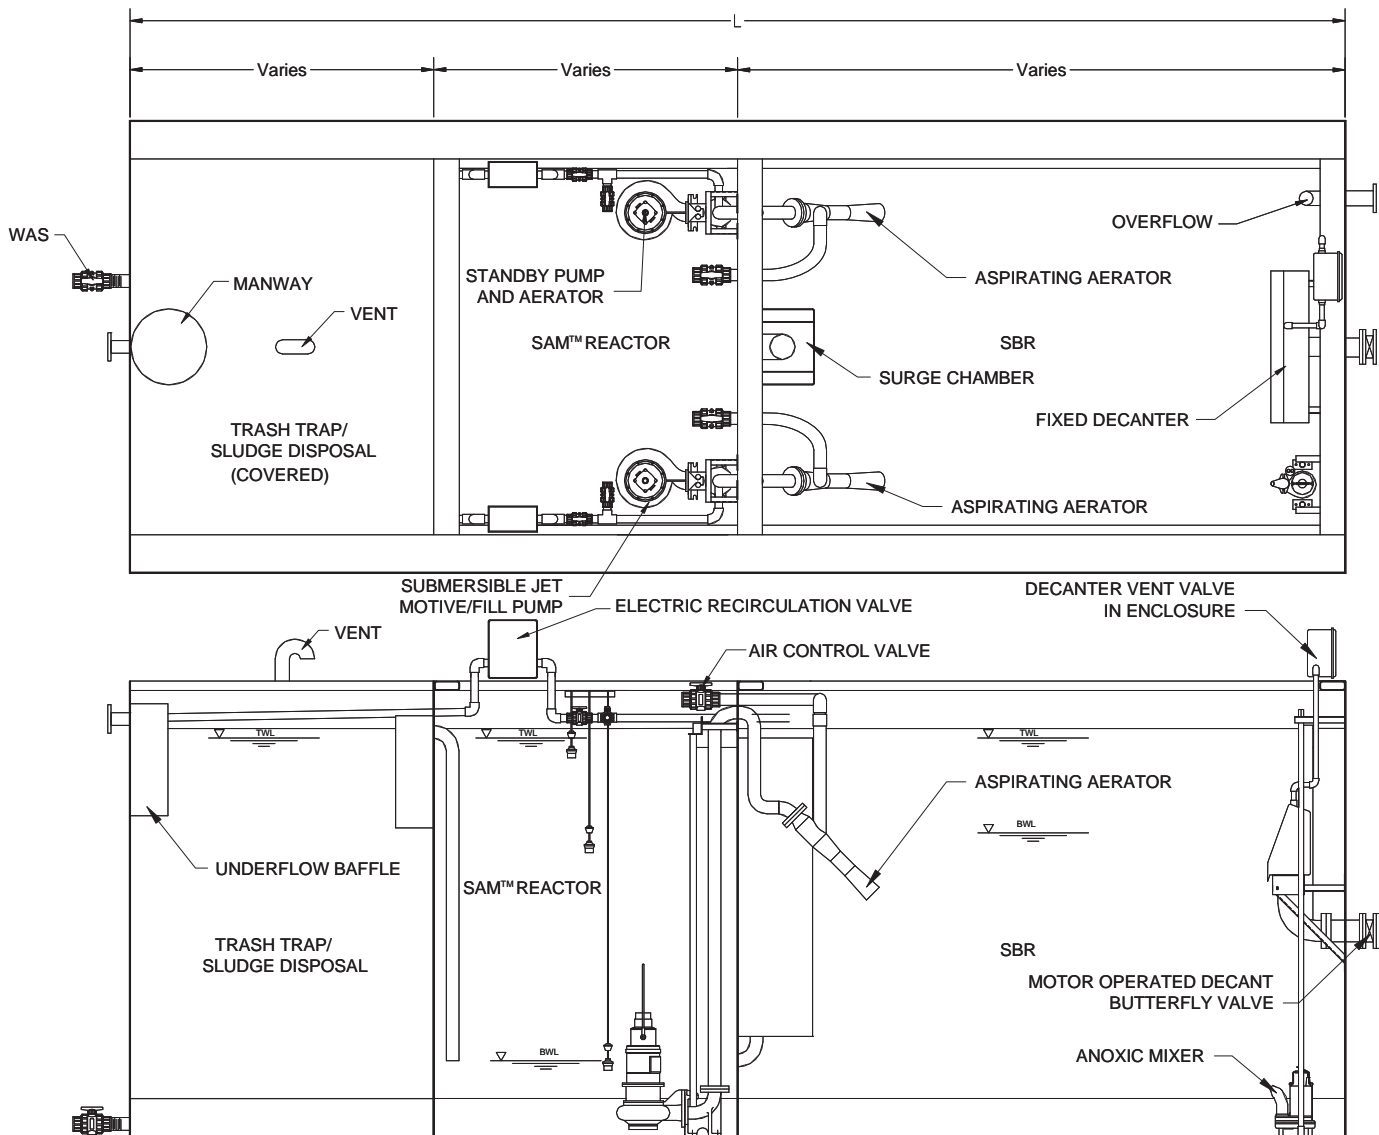 L
Varies
Varies
Varies
WAS
MANWAY
VENT
TRASH TRAP/
SLUDGE DISPOSAL
(COVERED)
STANDBY PUMP
AND AERATOR
SAM™ REACTOR
SUBMERSIBLE JET
MOTIVE/FILL PUMP
ASPIRATING AERATOR
SBR
SURGE CHAMBER
ASPIRATING AERATOR
OVERFLOW
FIXED DECANTER
VENT
ELECTRIC RECIRCULATION VALVE
AIR CONTROL VALVE
DECANTER VENT VALVE
IN ENCLOSURE
TWL
TWL
TWL
ASPIRATING AERATOR
BWL
UNDERFLOW BAFFLE
SAM™ REACTOR
TRASH TRAP/
SLUDGE DISPOSAL
SBR
MOTOR OPERATED DECANT
BUTTERFLY VALVE
BWL
ANOXIC MIXER